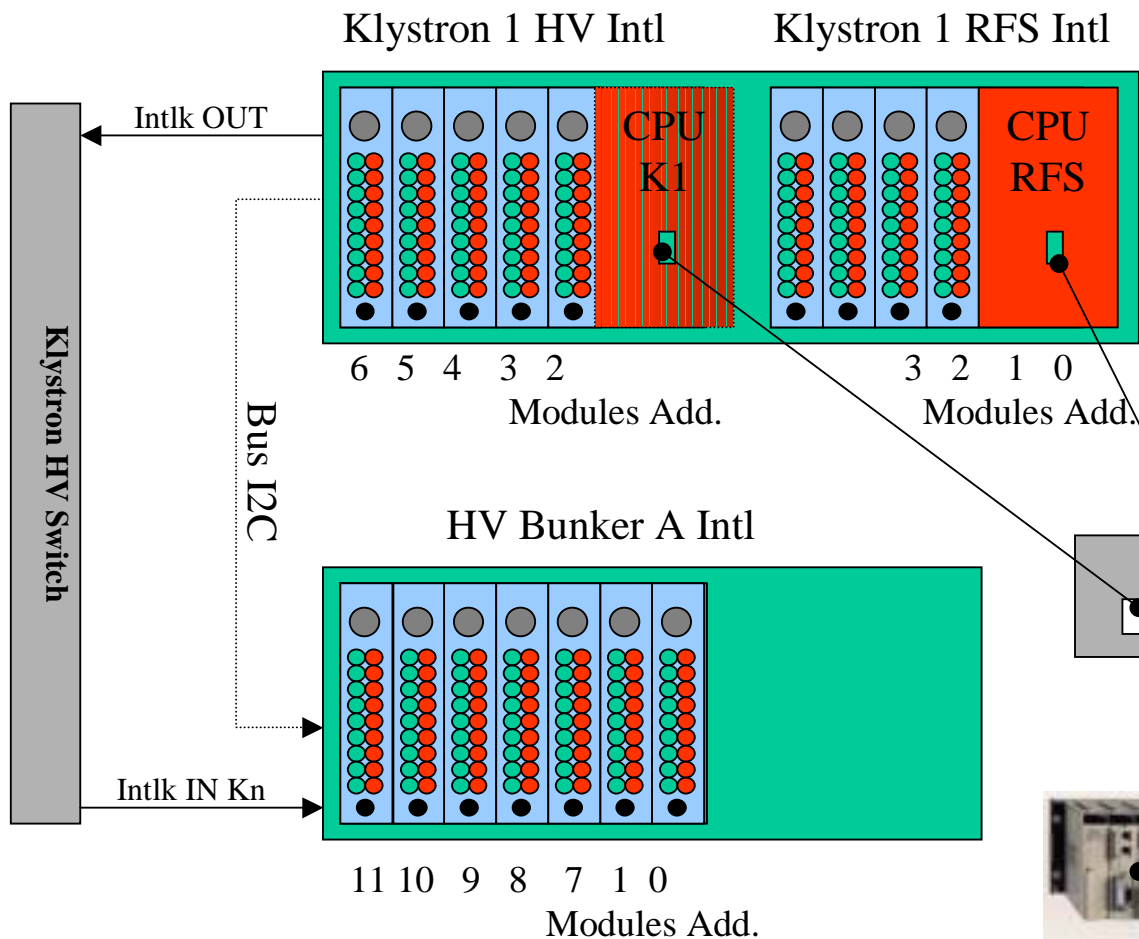 Klystron 1 HV Intl
Klystron 1 RFS Intl
Intlk OUT
CPU
K1
CPU
RFS
6 5 4 3 2
Modules Add.
3 2 1 0
Modules Add.
Klystron HV Switch
Bus I2C
HV Bunker A Intl
Intlk IN Kn
11 10 9 8 7 1 0
Modules Add.